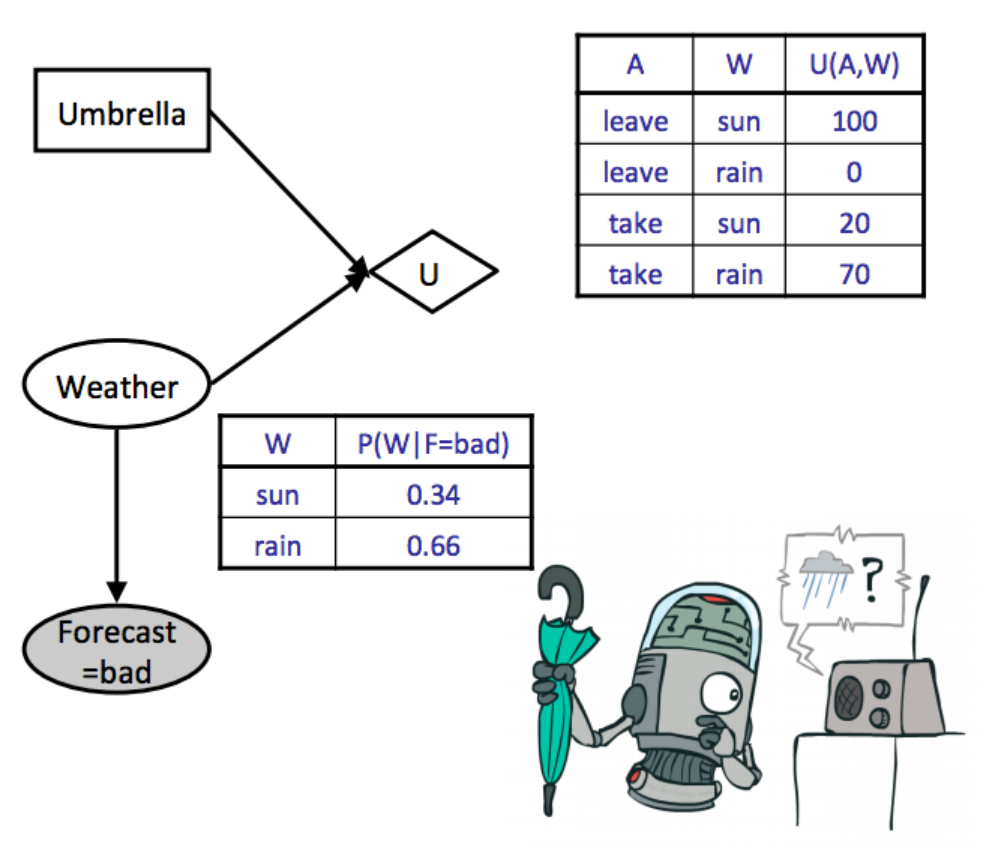 Umbrella
A W U(A,W)
leave sun 100
leave rain 0
take sun 20
take rain 70
U
Weather
W P(W|F=bad)
sun 0.34
rain 0.66
Forecast
=bad
?